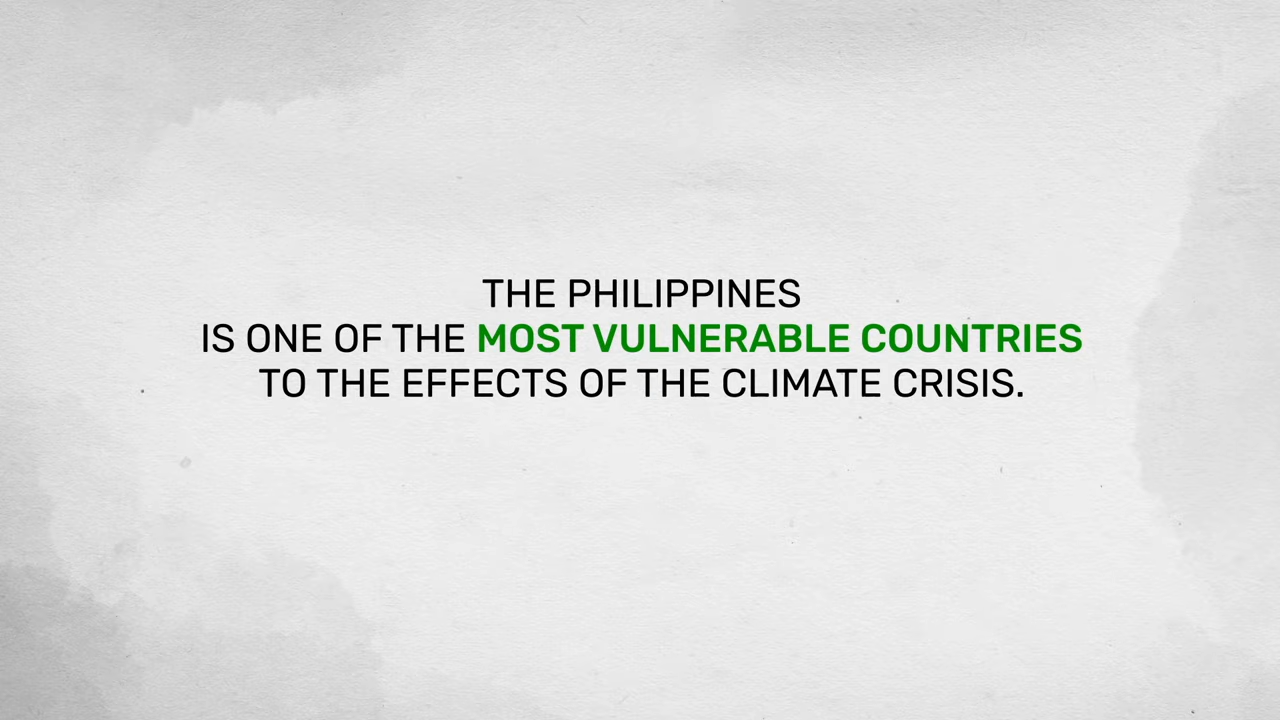 THE PHILIPPINES
IS ONE OF THE MOST VULNERABLE COUNTRIES
TO THE EFFECTS OF THE CLIMATE CRISIS.